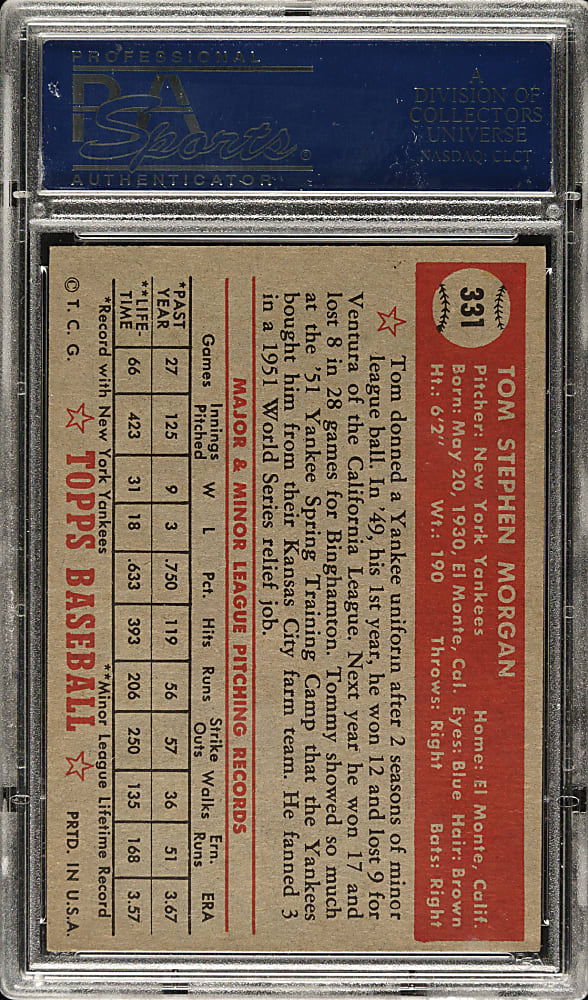 PROFESSIONAL
PSA
Sports®
AUTHENTICATOR
A
DIVISION OF
COLLECTORS
UNIVERSE
NASDAQ: CLCT
331
TOM STEPHEN MORGAN
Pitcher: New York Yankees Home: El Monte, Calif.
Born: May 20, 1930, El Monte, Cal. Eyes: Blue Hair: Brown
Ht.: 6'2" Wt.: 190 Throws: Right Bats: Right
Tom donned a Yankee uniform after 2 seasons of minor
league ball. In '49, his 1st year, he won 12 and lost 9 for
Ventura of the California League. Next year he won 17 and
lost 8 in 28 games for Binghamton. Tommy showed so much
at the '51 Yankee Spring Training Camp that the Yankees
bought him from their Kansas City farm team. He fanned 3
in a 1951 World Series relief job.
MAJOR & MINOR LEAGUE PITCHING RECORDS
Games Innings Pitched W L Pct. Hits Runs Strike Outs Walks Ern. Runs ERA
*PAST YEAR 27 125 9 3 .750 119 56 57 36 51 3.67
**LIFE-TIME 66 423 31 18 .633 393 206 250 135 168 3.57
*Record with New York Yankees **Minor League Lifetime Record
© T. C. G. TOPPS BASEBALL PRTD. IN U.S.A.